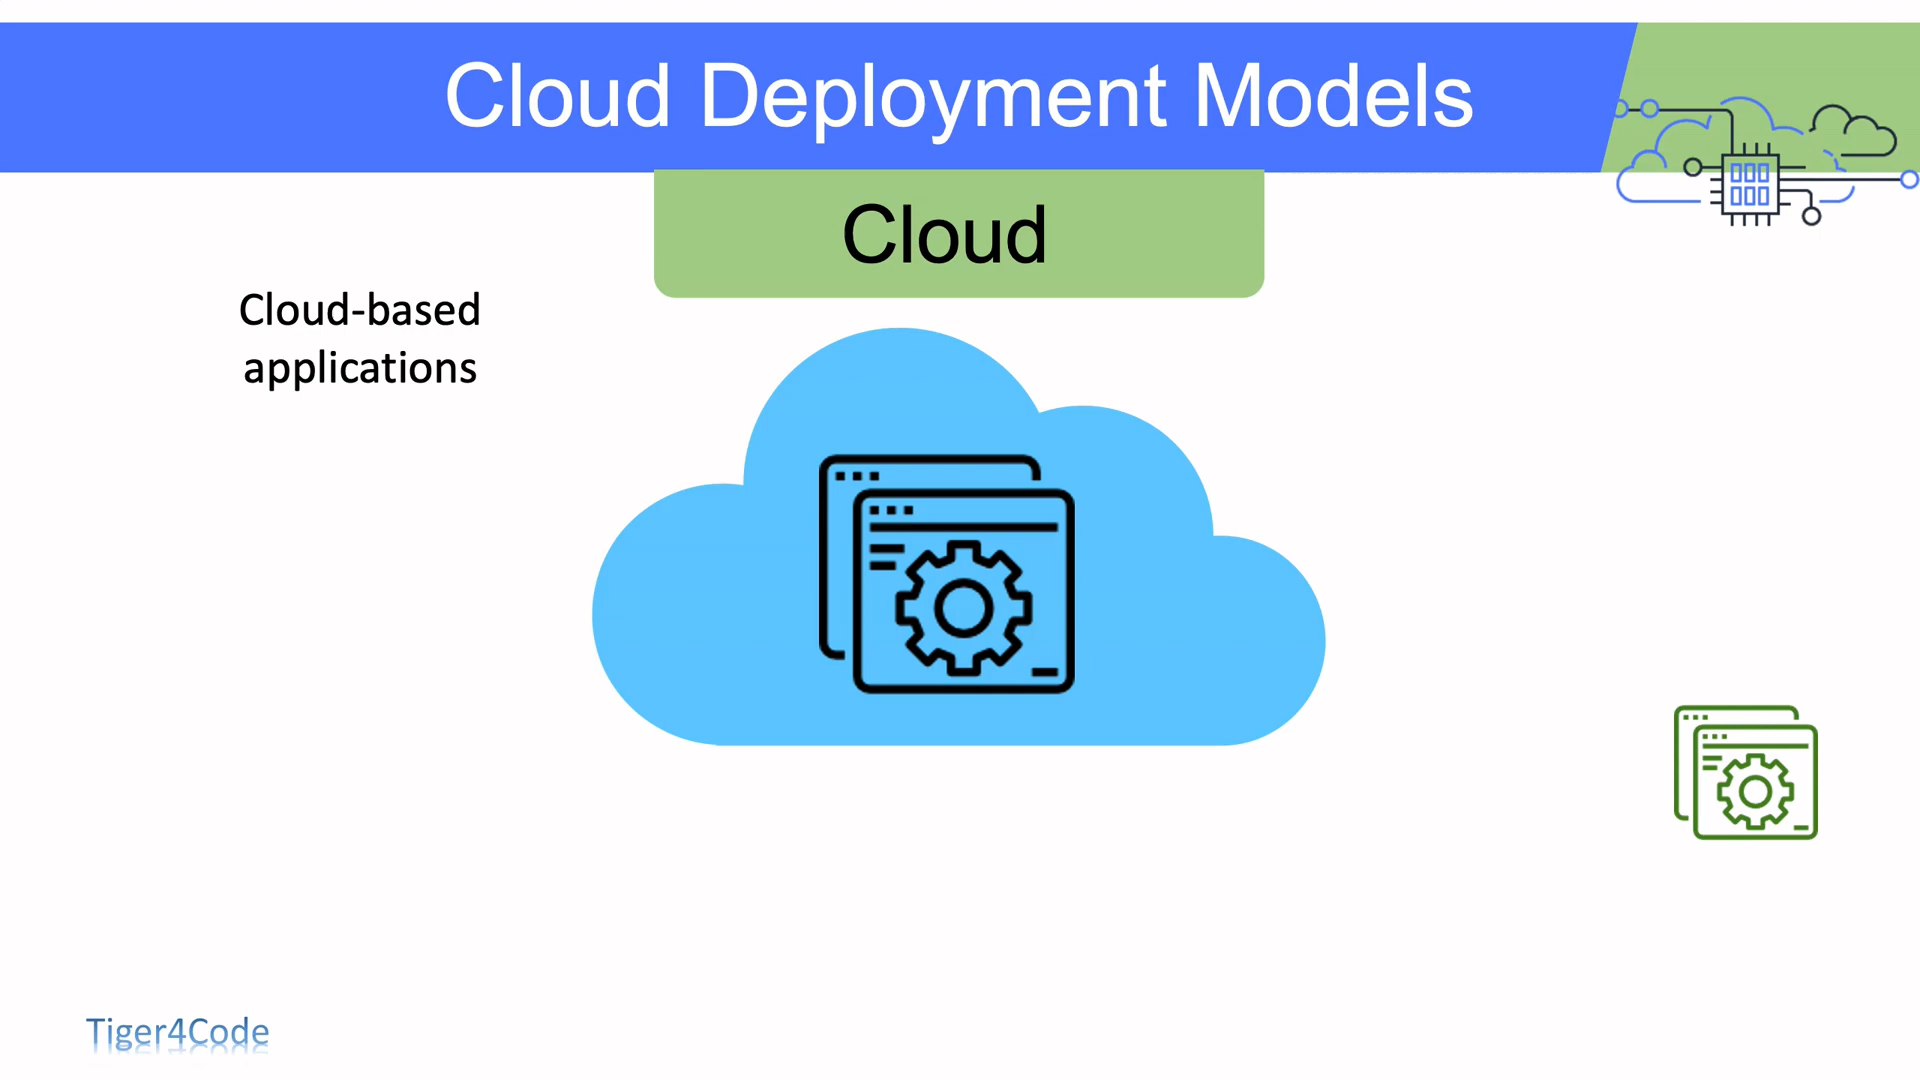 Cloud Deployment Models
Cloud
Cloud-based
applications
Tiger4Code